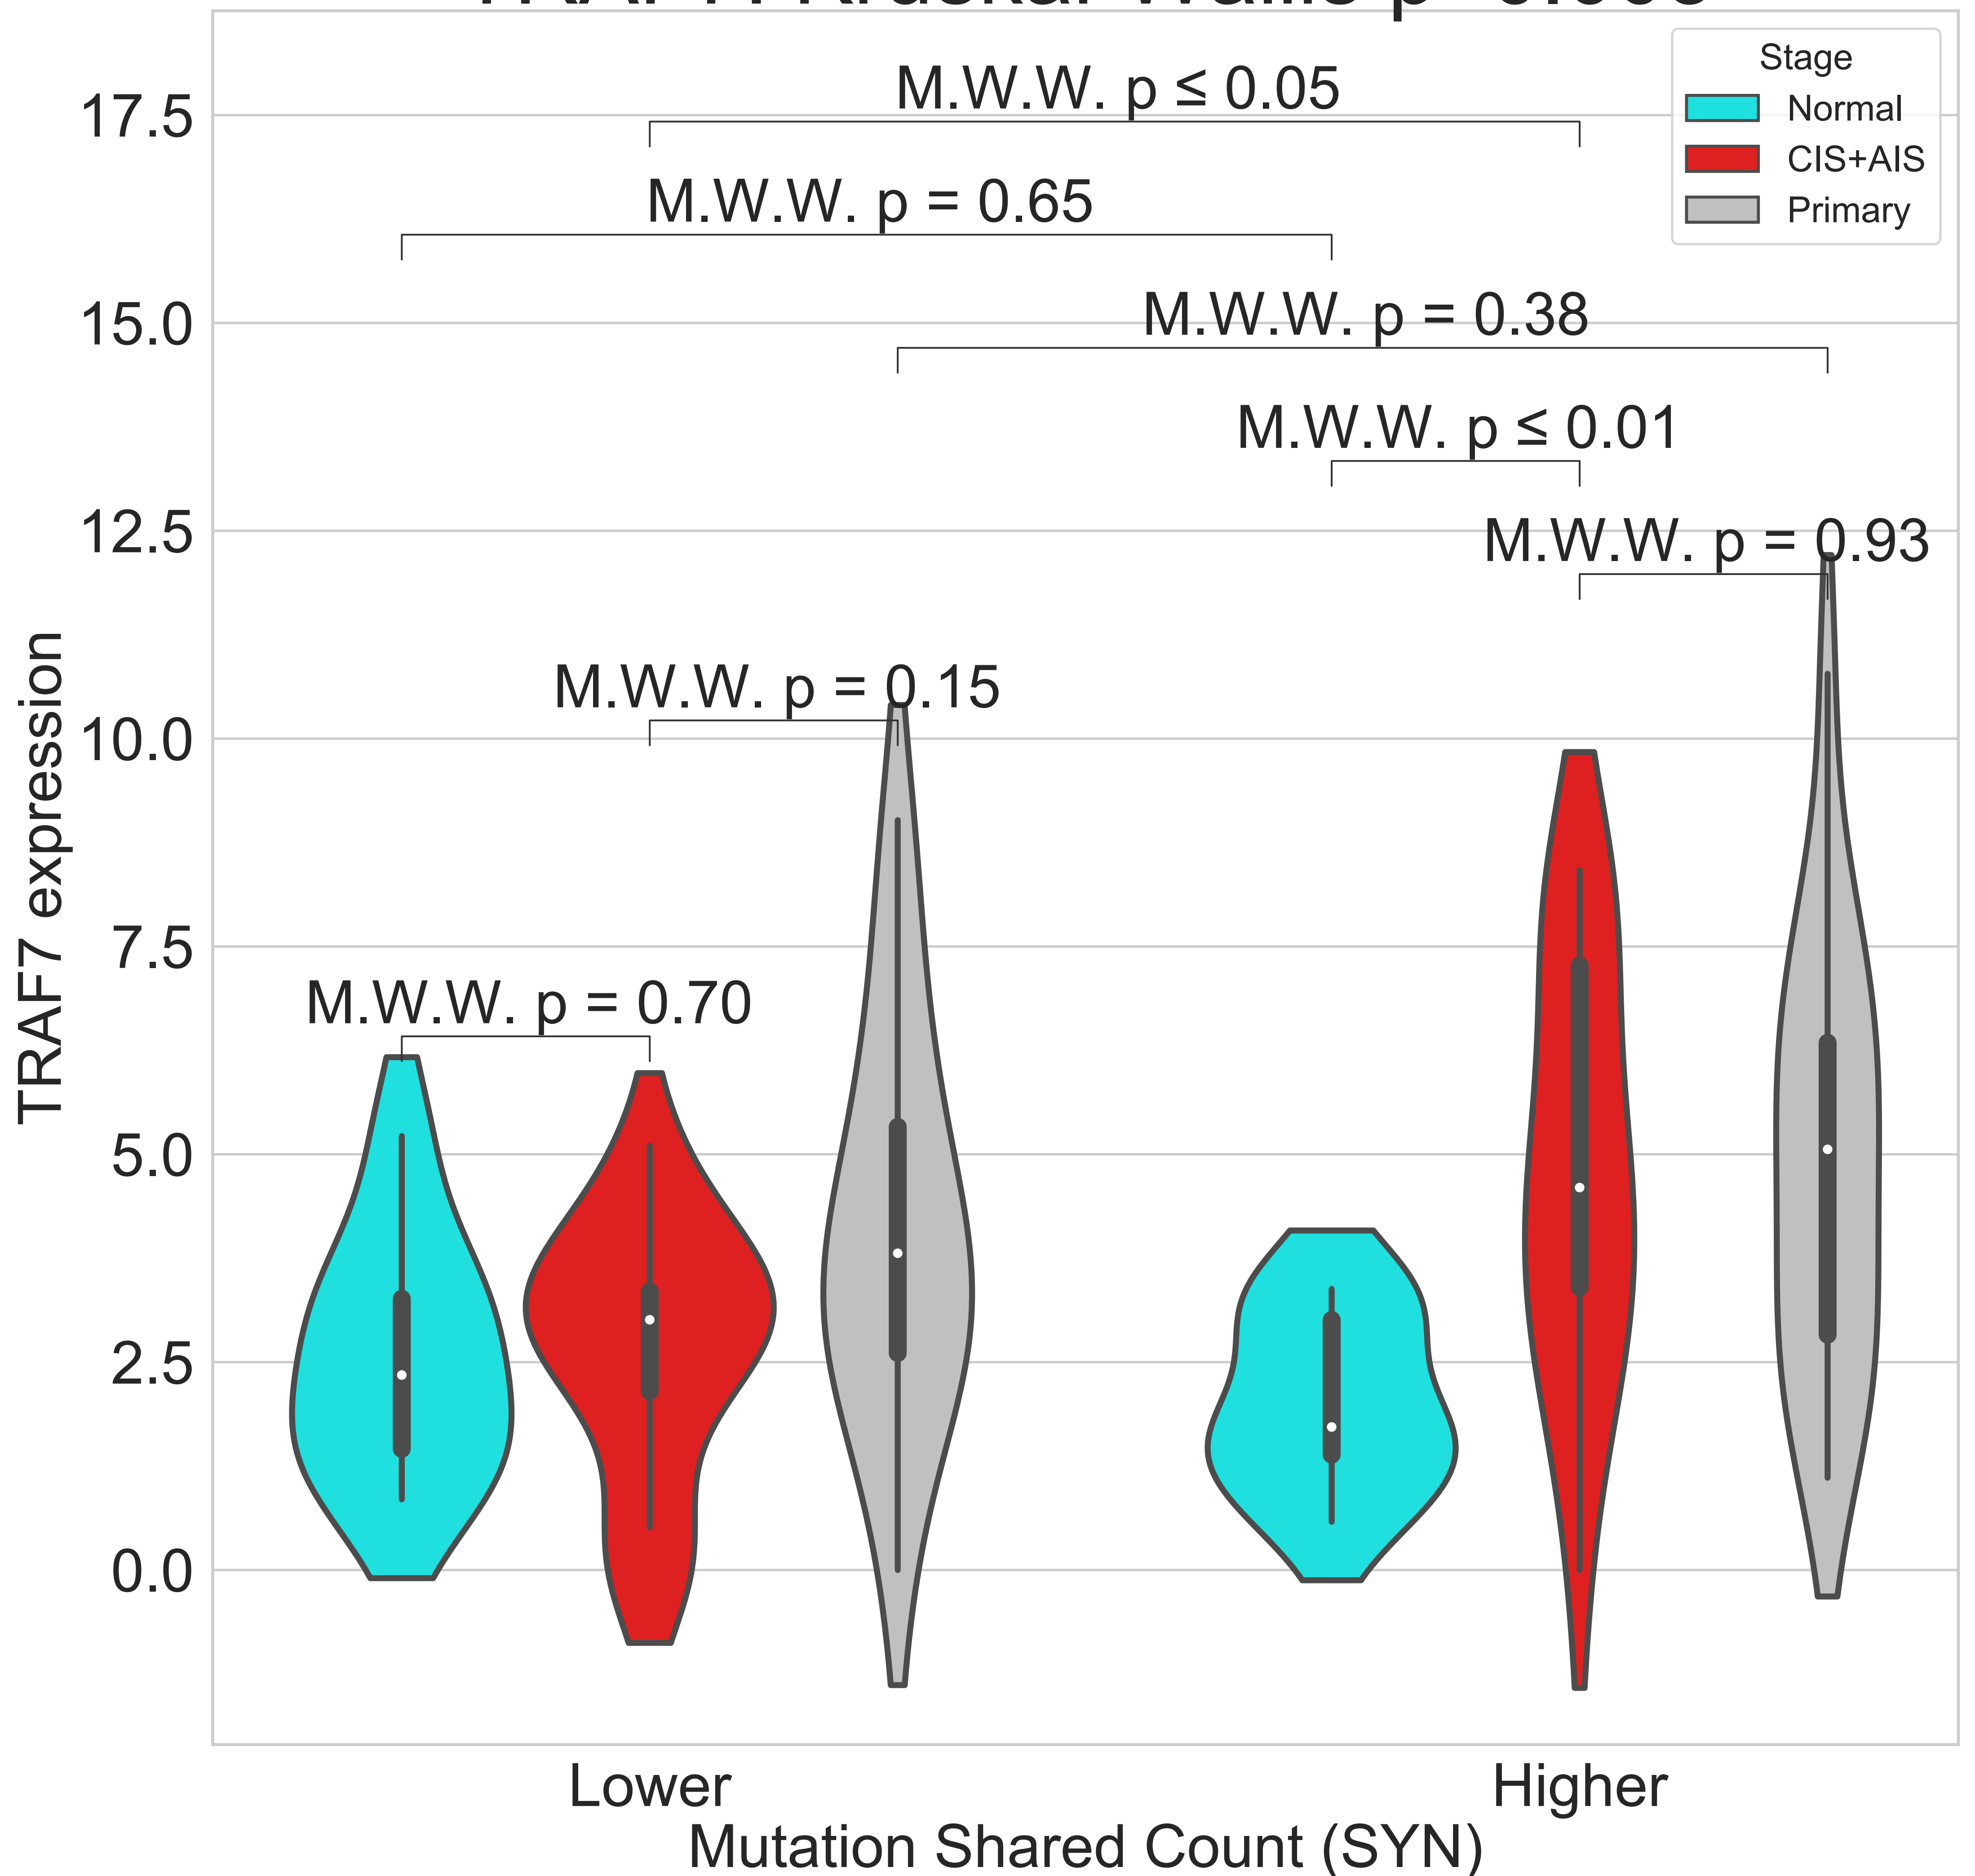 M.W.W. p ≤ 0.05
M.W.W. p = 0.65
M.W.W. p = 0.38
M.W.W. p ≤ 0.01
M.W.W. p = 0.93
M.W.W. p = 0.15
M.W.W. p = 0.70
Stage
Normal
CIS+AIS
Primary
17.5
15.0
12.5
10.0
7.5
5.0
2.5
0.0
TRAF7 expression
Lower
Higher
Mutation Shared Count (SYN)